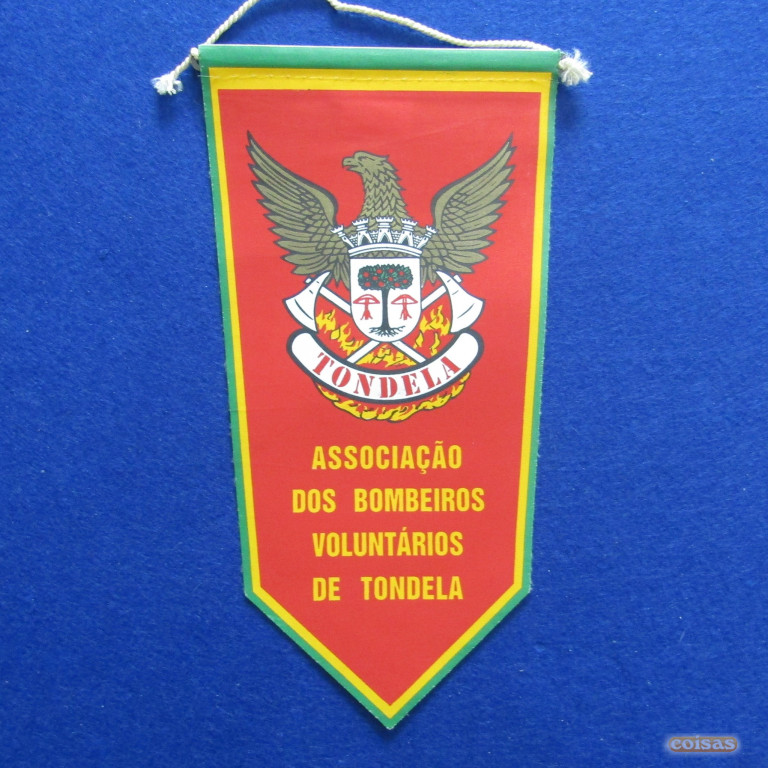 TONDELA
ASSOCIAÇÃO
DOS BOMBEIROS
VOLUNTÁRIOS
DE TONDELA
coisas